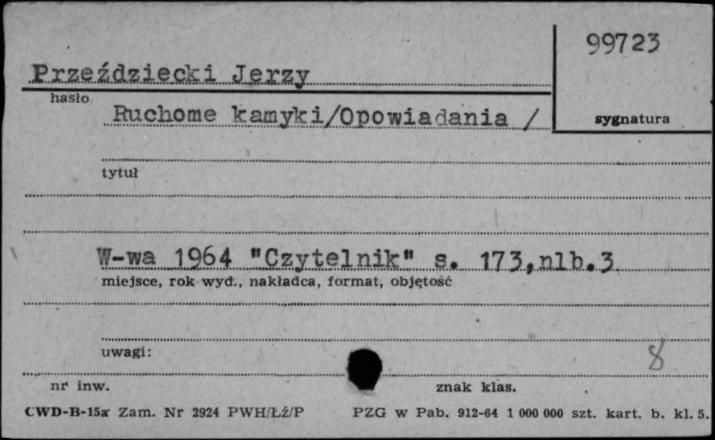 99723
Przeździecki Jerzy
hasło
Ruchome kamyki/Opowiadania /
sygnatura
tytuł
W-wa 1964 "Czytelnik" s. 173,nlb.3
miejsce, rok wyd., nakładca, format, objętość
uwagi:
8
nr inw.
znak klas.
CWD-B-15a Zam. Nr 2924 PWH/Łź/P PZG w Pab. 912-64 1 000 000 szt. kart. b. kl. 5.